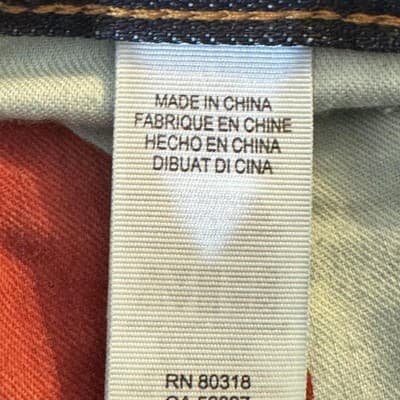 MADE IN CHINA
FABRIQUE EN CHINE
HECHO EN CHINA
DIBUAT DI CINA
RN 80318